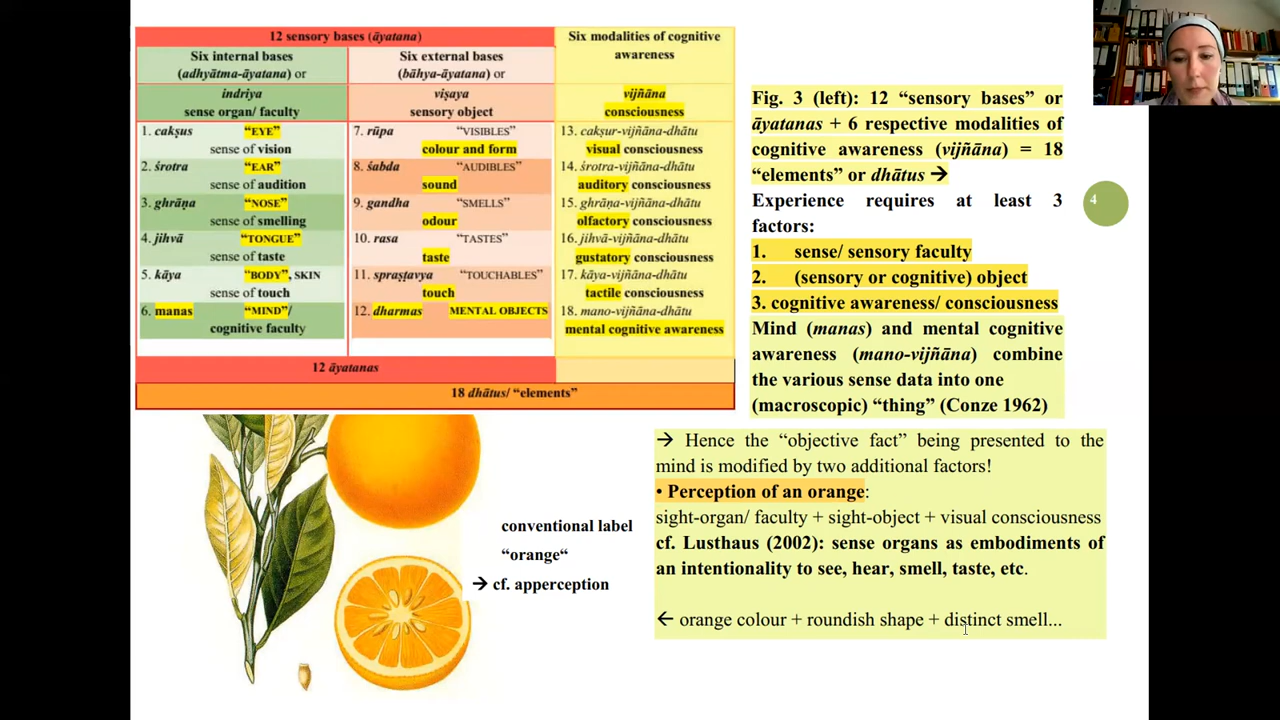 12 sensory bases (āyatana)
Six internal bases
(adhyātma-āyatana) or
indriya
sense organ/ faculty
1. cakṣus “EYE”
sense of vision
2. śrotra “EAR”
sense of audition
3. ghrāṇa “NOSE”
sense of smelling
4. jihvā “TONGUE”
sense of taste
5. kāya “BODY”, SKIN
sense of touch
6. manas “MIND”/
cognitive faculty
Six external bases
(bāhya-āyatana) or
viṣaya
sensory object
7. rūpa “VISIBLES”
colour and form
8. śabda “AUDIBLES”
sound
9. gandha “SMELLS”
odour
10. rasa “TASTES”
taste
11. spraṣṭavya “TOUCHABLES”
touch
12. dharmas MENTAL OBJECTS
Six modalities of cognitive
awareness
vijñāna
consciousness
13. cakṣur-vijñāna-dhātu
visual consciousness
14. śrotra-vijñāna-dhātu
auditory consciousness
15. ghrāṇa-vijñāna-dhātu
olfactory consciousness
16. jihvā-vijñāna-dhātu
gustatory consciousness
17. kāya-vijñāna-dhātu
tactile consciousness
18. mano-vijñāna-dhātu
mental cognitive awareness
12 āyatanas
18 dhātus/ “elements”
Fig. 3 (left): 12 “sensory bases” or
āyatanas + 6 respective modalities of
cognitive awareness (vijñāna) = 18
“elements” or dhātus →
Experience requires at least 3
factors:
1. sense/ sensory faculty
2. (sensory or cognitive) object
3. cognitive awareness/ consciousness
Mind (manas) and mental cognitive
awareness (mano-vijñāna) combine
the various sense data into one
(macroscopic) “thing” (Conze 1962)
4
→ Hence the “objective fact” being presented to the
mind is modified by two additional factors!
• Perception of an orange:
sight-organ/ faculty + sight-object + visual consciousness
cf. Lusthaus (2002): sense organs as embodiments of
an intentionality to see, hear, smell, taste, etc.
← orange colour + roundish shape + distinct smell...
conventional label
“orange“
→ cf. apperception